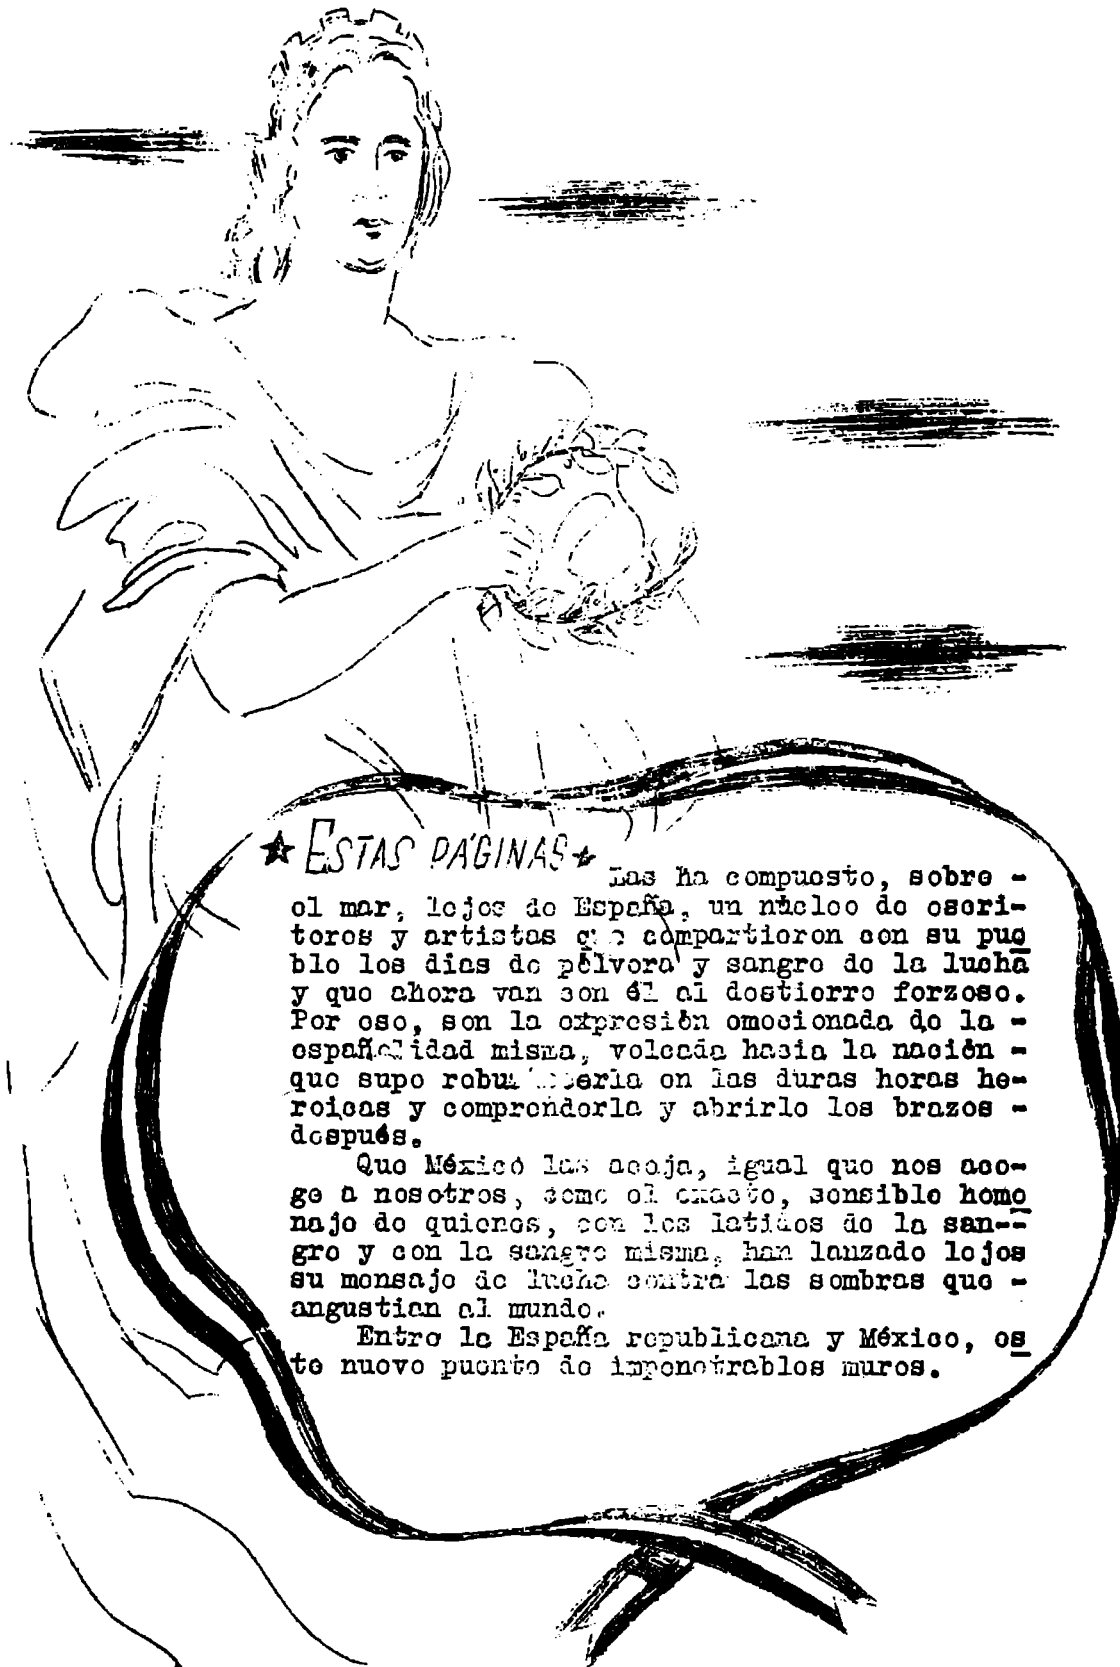 ★ ESTAS PÁGINAS ★
Las ha compuesto, sobre -
el mar, lejos de España, un núcleo de escri-
tores y artistas que compartieron con su pue
blo los dias de pólvora y sangre de la lucha
y que ahora van con él al destierro forzoso.
Por eso, son la expresión emocionada de la -
españolidad misma, volcada hacia la nación -
que supo robustecerla en las duras horas he-
roicas y comprenderla y abrirle los brazos -
después.
Que México las acoja, igual que nos aco-
ge a nosotros, como el exacto, sensible home
naje de quienes, con los latidos de la san--
gre y con la sangre misma, han lanzado lejos
su mensaje de lucha contra las sombras que -
angustian al mundo.
Entre la España republicana y México, es
te nuevo puente de impenetrables muros.